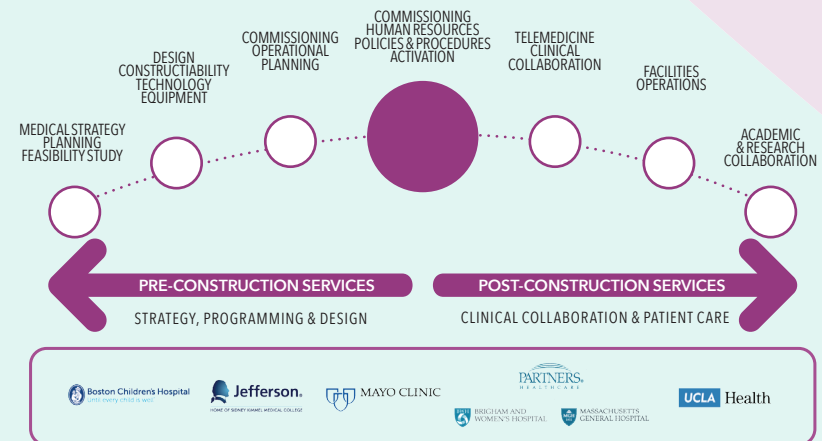 MEDICAL STRATEGY
PLANNING
FEASIBILITY STUDY
DESIGN
CONSTRUCTIABILITY
TECHNOLOGY
EQUIPMENT
COMMISSIONING
OPERATIONAL
PLANNING
COMMISSIONING
HUMAN RESOURCES
POLICIES & PROCEDURES
ACTIVATION
TELEMEDICINE
CLINICAL
COLLABORATION
FACILITIES
OPERATIONS
ACADEMIC
& RESEARCH
COLLABORATION
PRE-CONSTRUCTION SERVICES
STRATEGY, PROGRAMMING & DESIGN
POST-CONSTRUCTION SERVICES
CLINICAL COLLABORATION & PATIENT CARE
Boston Children's Hospital
Until every child is well
Jefferson.
HOME OF SIDNEY KIMMEL MEDICAL COLLEGE
MAYO CLINIC
PARTNERS.
HEALTHCARE
BRIGHAM AND
WOMEN'S HOSPITAL
MASSACHUSETTS
GENERAL HOSPITAL
UCLA Health